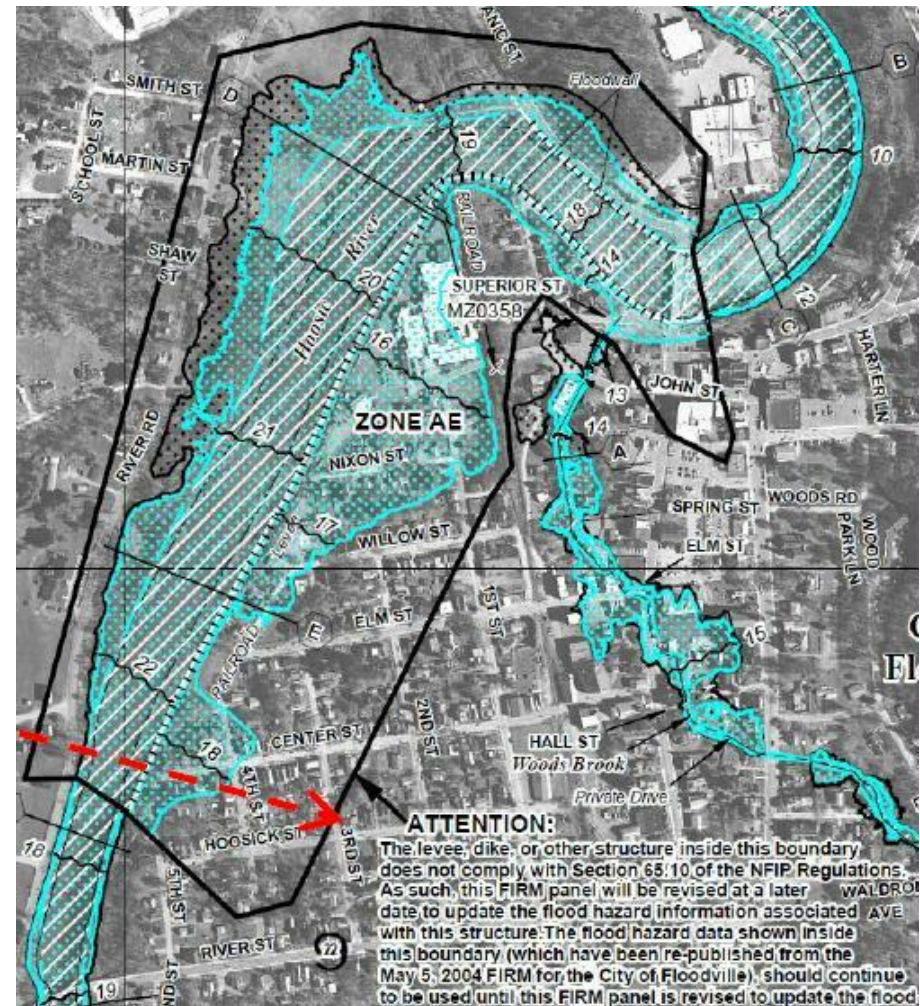 ANIC ST
SMITH ST
D
Floodwall
B
SCHOOL ST
MARTIN ST
19
10
RAILROAD
18
SHAW
ST
Hoosic River
20
14
SUPERIOR ST
MZ0358
12
C
HARTER LN
16
13
JOHN ST
ZONE AE
14
RIVER RD
21
NIXON ST
A
17
Levee
WILLOW ST
SPRING ST
WOODS RD
WOOD
PARK LN
ELM ST
1ST ST
E
ELM ST
RAILROAD
15
22
2ND ST
HALL ST
Woods Brook
CENTER ST
18
4TH ST
Private Drive
HOOSICK ST
3RD ST
18
5TH ST
ATTENTION:
The levee, dike, or other structure inside this boundary
does not comply with Section 65.10 of the NFIP Regulations.
As such, this FIRM panel will be revised at a later
date to update the flood hazard information associated
with this structure. The flood hazard data shown inside
this boundary (which have been re-published from the
May 5, 2004 FIRM for the City of Floodville), should continue
to be used until this FIRM panel is revised to update the flood
AVE
RIVER ST
22
19
ND ST